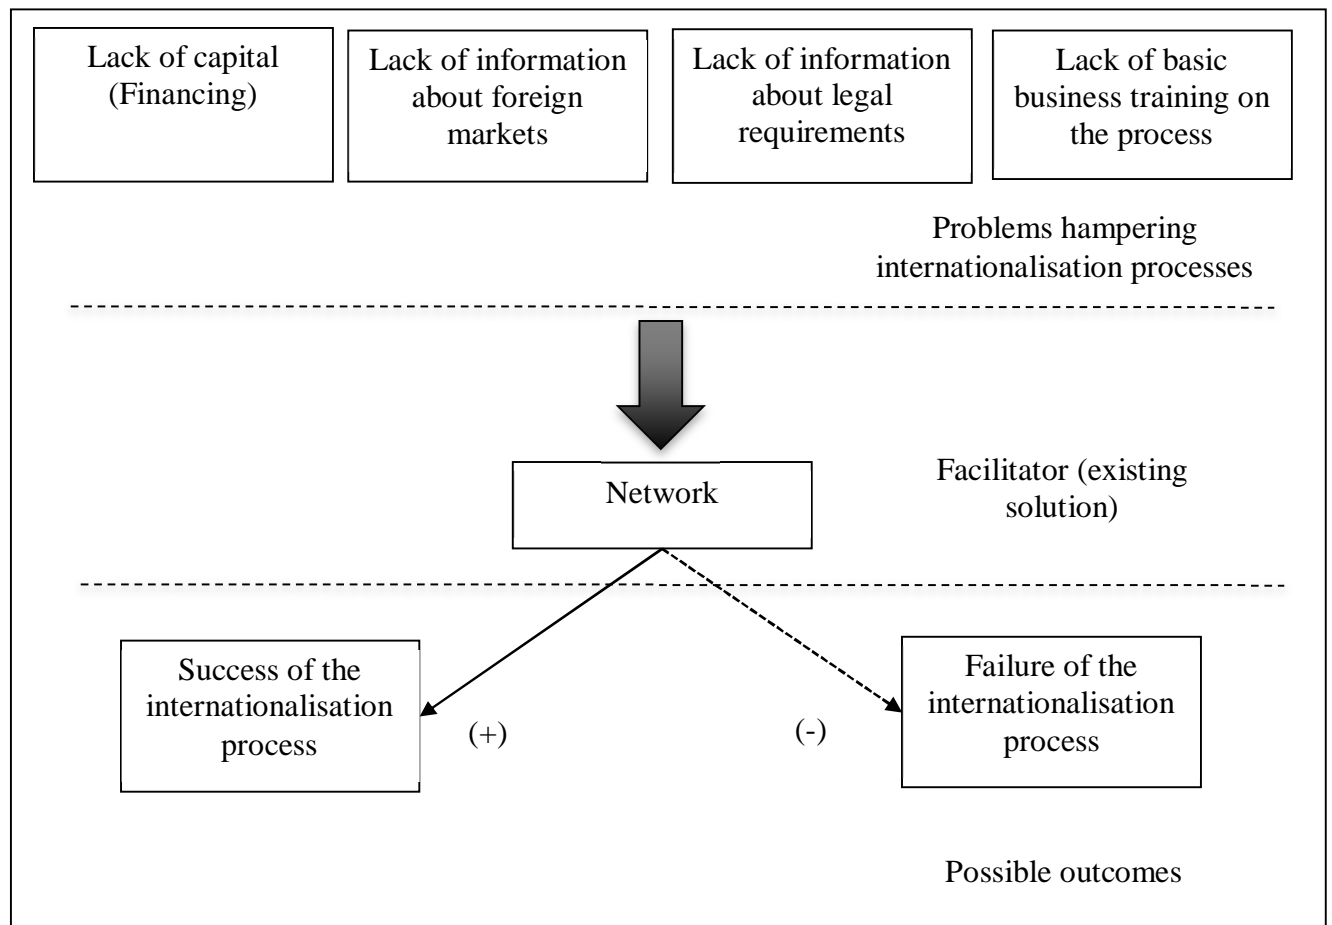 Lack of capital
(Financing)
Lack of information
about foreign
markets
Lack of information
about legal
requirements
Lack of basic
business training on
the process
Problems hampering
internationalisation processes
Network
Facilitator (existing
solution)
Success of the
internationalisation
process
(+)
(-)
Failure of the
internationalisation
process
Possible outcomes